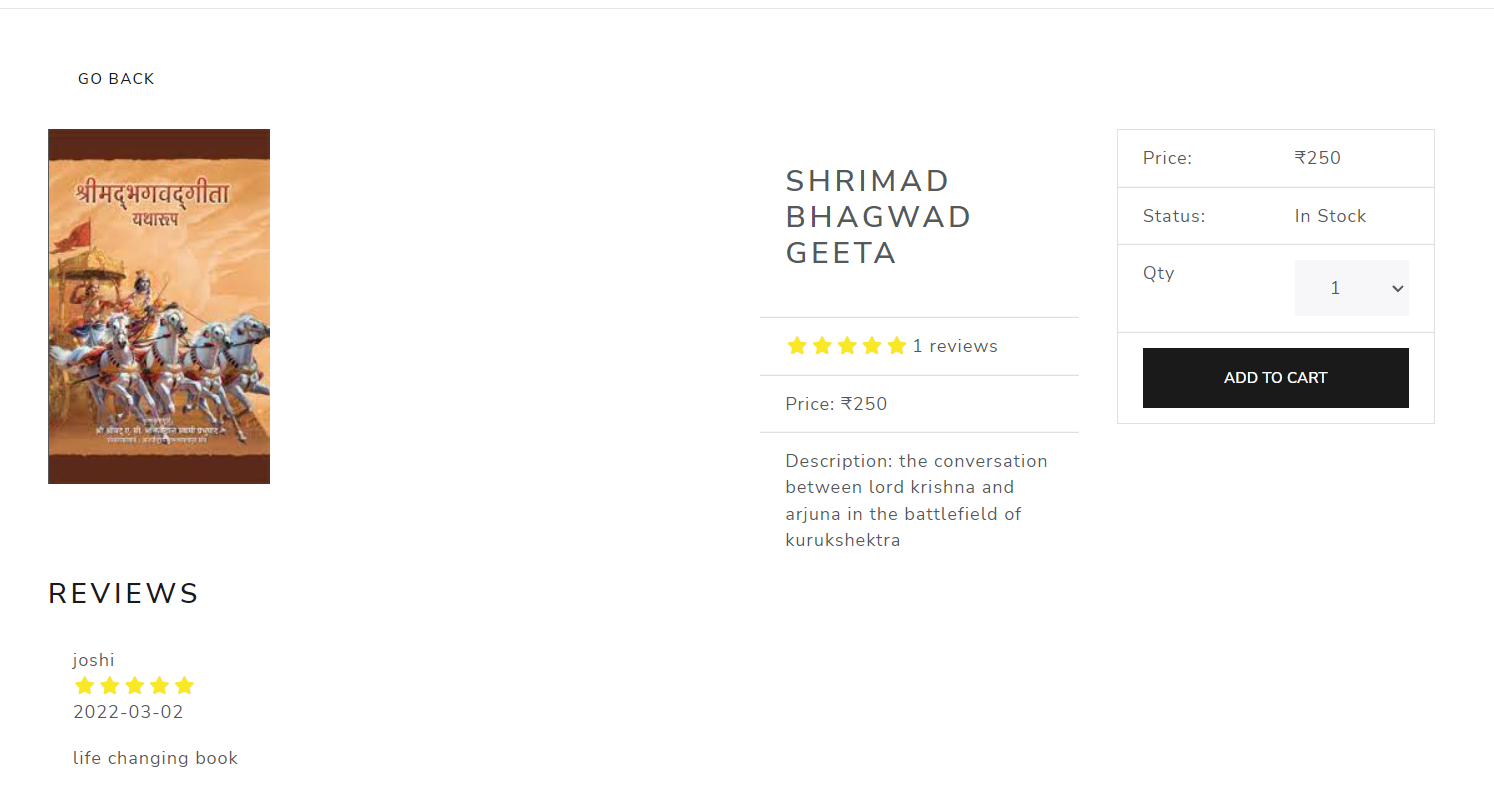 GO BACK
श्रीमद्भगवद्गीता
यथारूप
SHRIMAD
BHAGWAD
GEETA
1 reviews
Price: ₹250
Description: the conversation
between lord krishna and
arjuna in the battlefield of
kurukshektra
Price: ₹250
Status: In Stock
Qty 1
ADD TO CART
REVIEWS
joshi
2022-03-02
life changing book